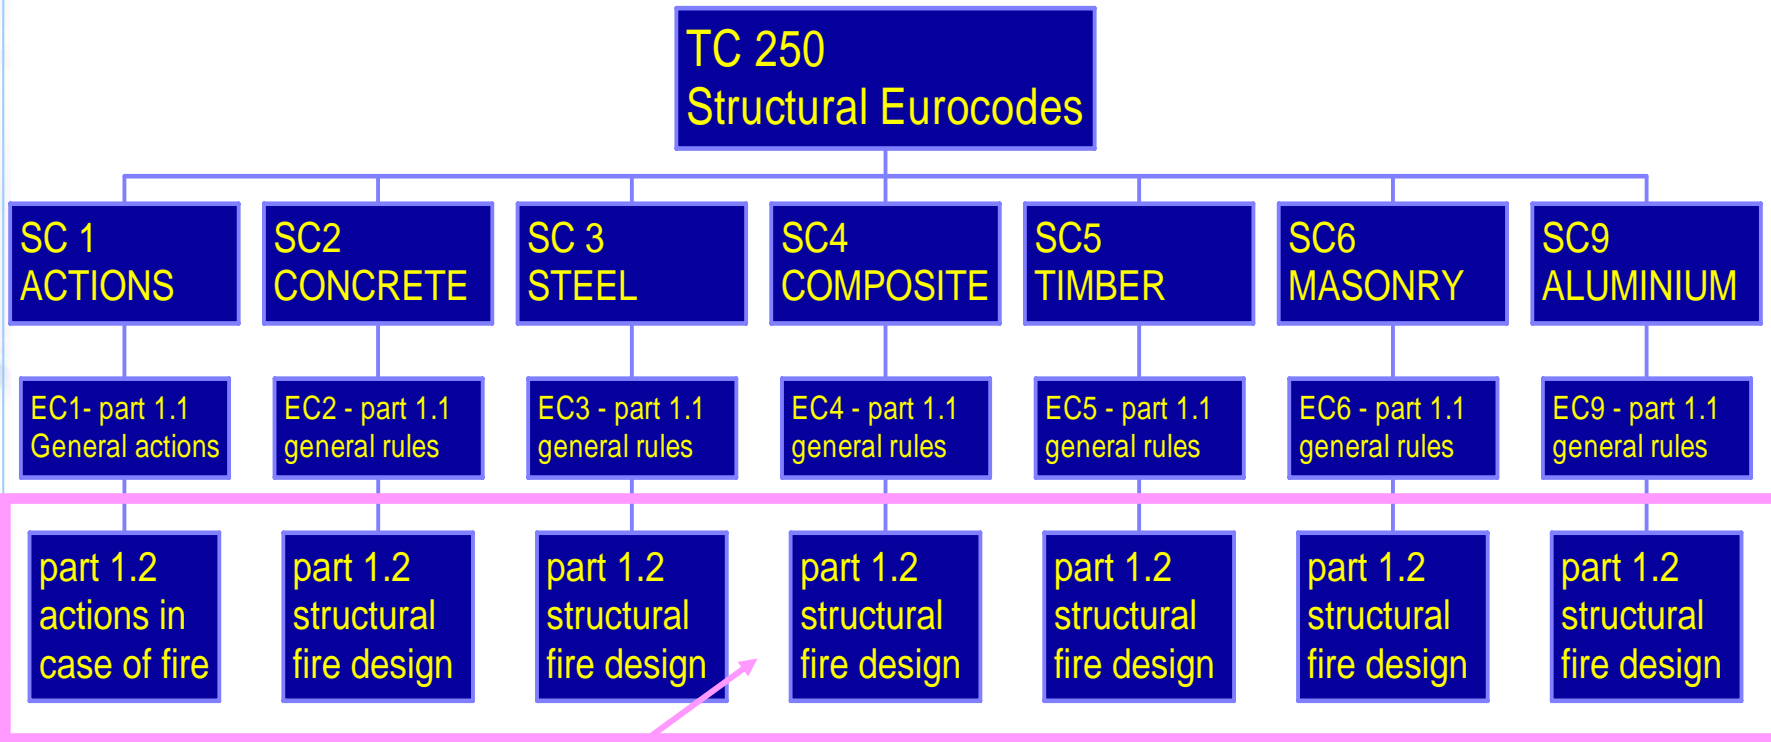 TC 250
Structural Eurocodes
SC 1
ACTIONS
SC2
CONCRETE
SC 3
STEEL
SC4
COMPOSITE
SC5
TIMBER
SC6
MASONRY
SC9
ALUMINIUM
EC1- part 1.1
General actions
EC2 - part 1.1
general rules
EC3 - part 1.1
general rules
EC4 - part 1.1
general rules
EC5 - part 1.1
general rules
EC6 - part 1.1
general rules
EC9 - part 1.1
general rules
part 1.2
actions in
case of fire
part 1.2
structural
fire design
part 1.2
structural
fire design
part 1.2
structural
fire design
part 1.2
structural
fire design
part 1.2
structural
fire design
part 1.2
structural
fire design